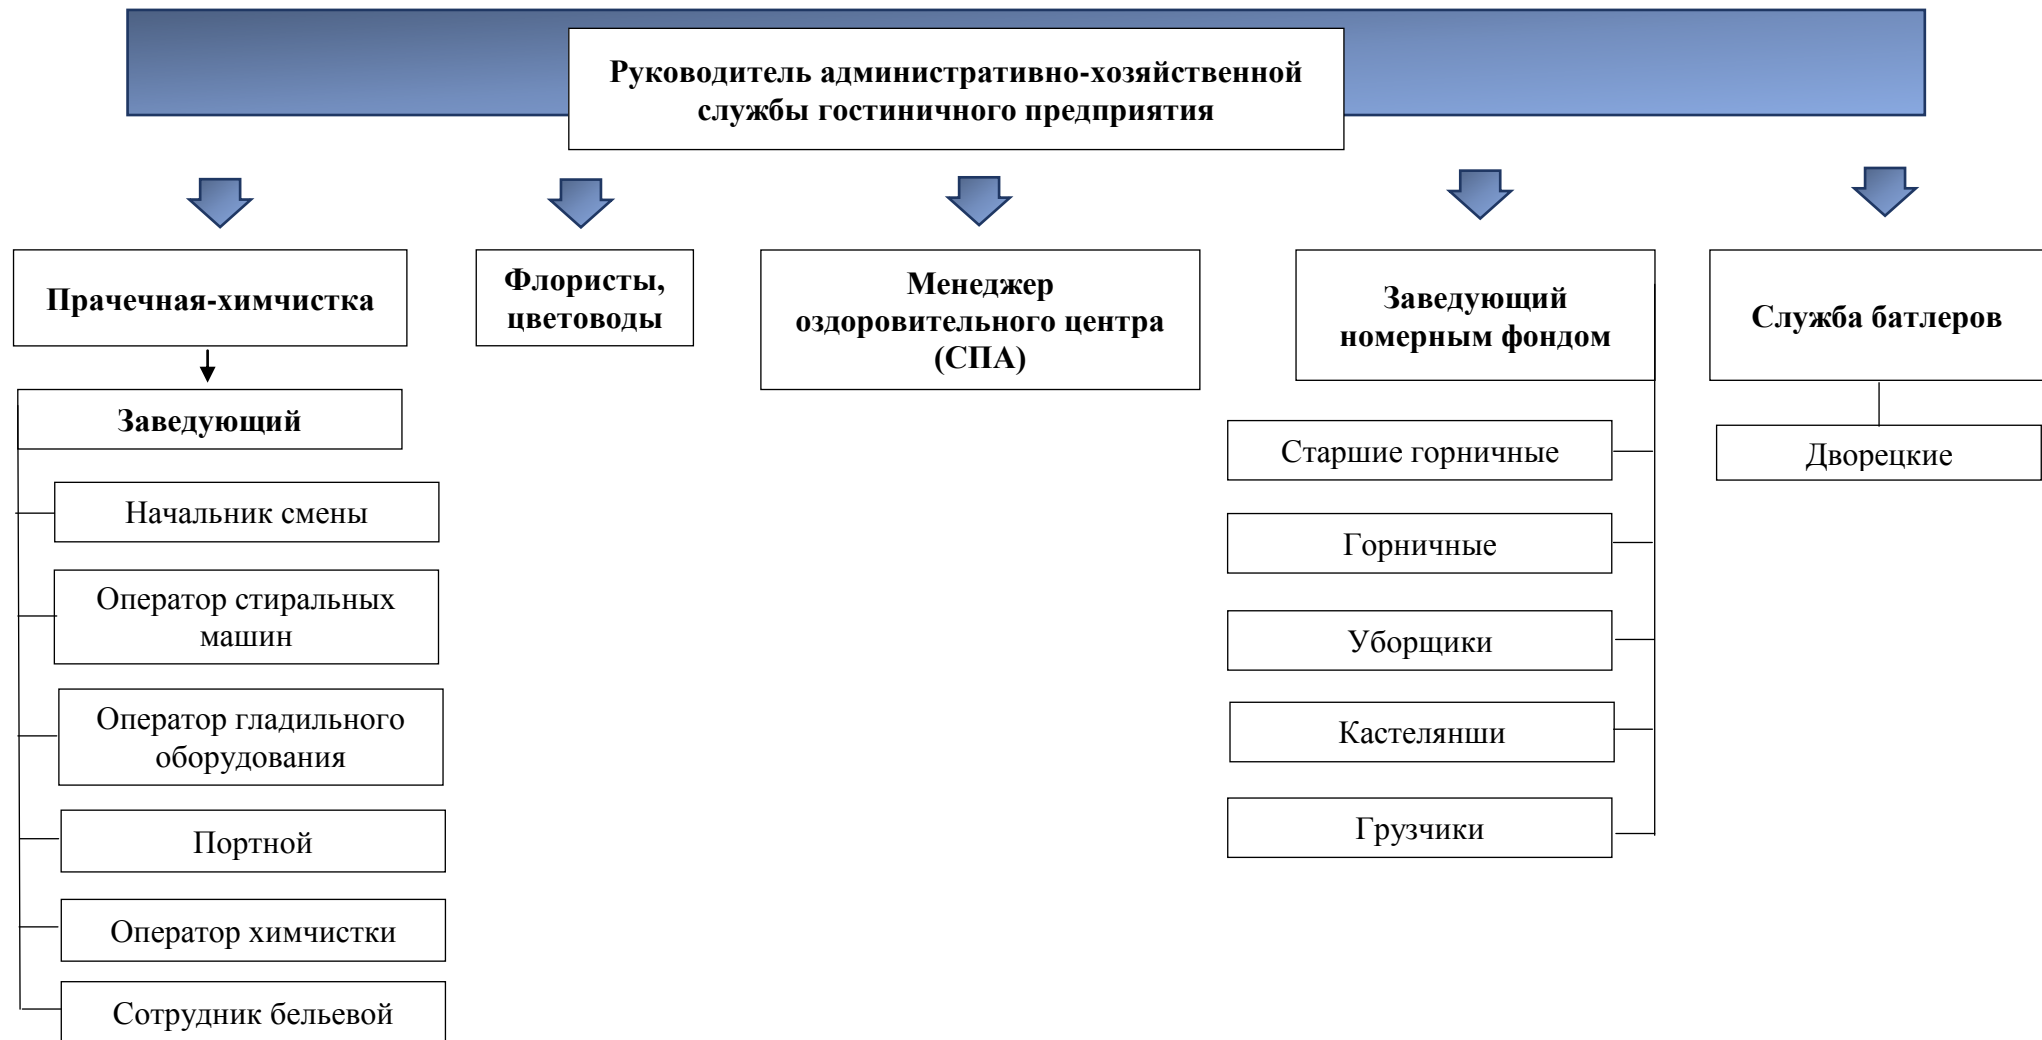 Руководитель административно-хозяйственной
службы гостиничного предприятия
Прачечная-химчистка
Флористы,
цветоводы
Менеджер
оздоровительного центра
(СПА)
Заведующий
номерным фондом
Служба батлеров
Заведующий
Начальник смены
Оператор стиральных
машин
Оператор гладильного
оборудования
Портной
Оператор химчистки
Сотрудник бельевой
Старшие горничные
Горничные
Уборщики
Кастелянши
Грузчики
Дворецкие